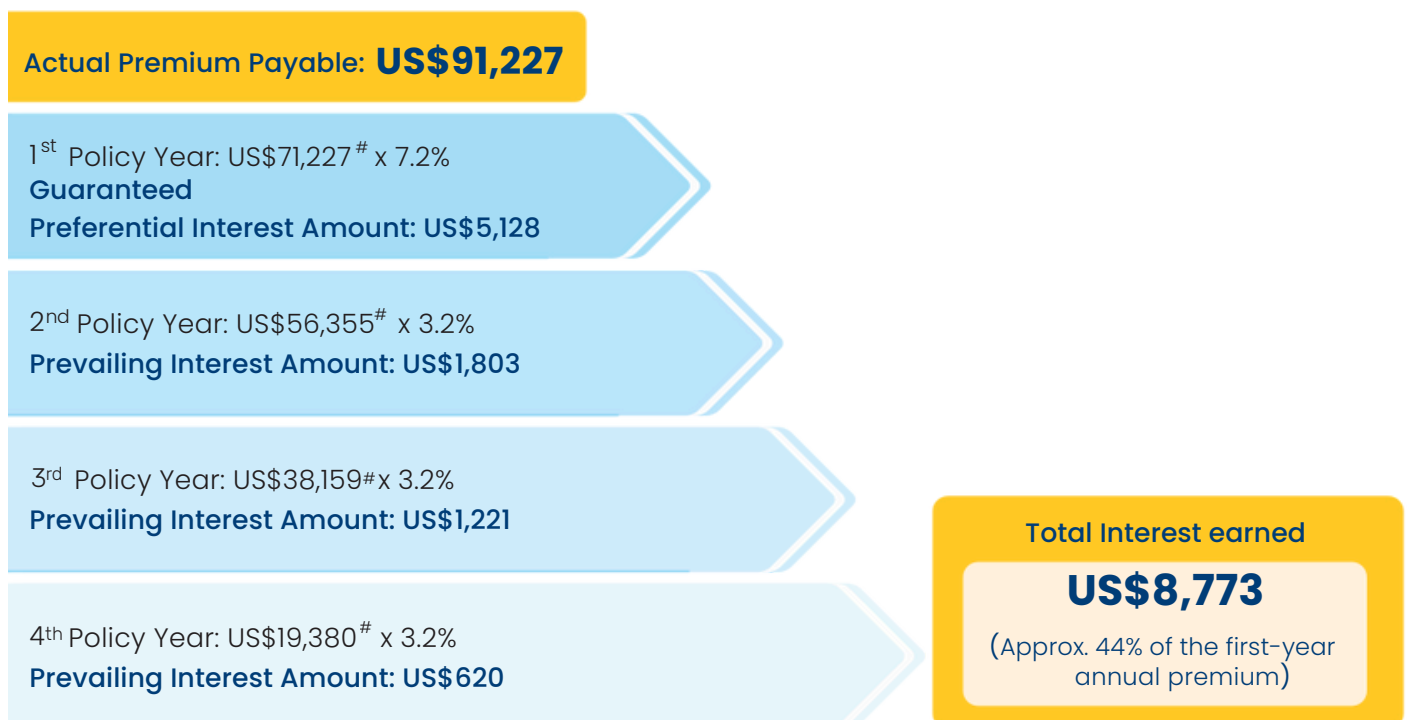 Actual Premium Payable: US$91,227
1st Policy Year: US$71,227# x 7.2%
Guaranteed
Preferential Interest Amount: US$5,128
2nd Policy Year: US$56,355# x 3.2%
Prevailing Interest Amount: US$1,803
3rd Policy Year: US$38,159# x 3.2%
Prevailing Interest Amount: US$1,221
4th Policy Year: US$19,380# x 3.2%
Prevailing Interest Amount: US$620
Total Interest earned
US$8,773
(Approx. 44% of the first-year
annual premium)